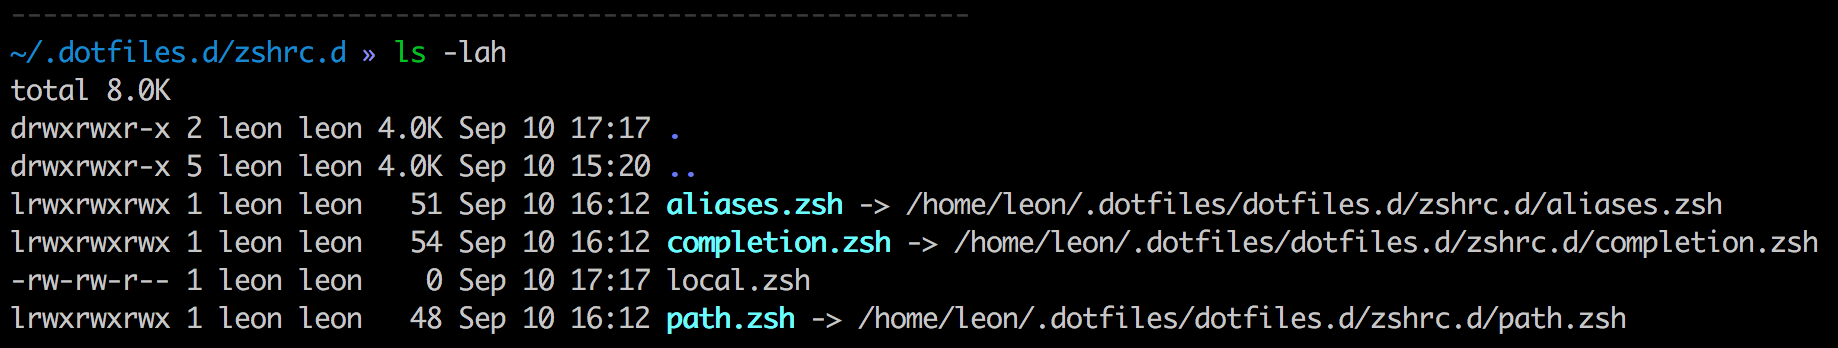 ------------------------------------------------------------
~/.dotfiles.d/zshrc.d » ls -lah
total 8.0K
drwxrwxr-x 2 leon leon 4.0K Sep 10 17:17 .
drwxrwxr-x 5 leon leon 4.0K Sep 10 15:20 ..
lrwxrwxrwx 1 leon leon   51 Sep 10 16:12 aliases.zsh -> /home/leon/.dotfiles/dotfiles.d/zshrc.d/aliases.zsh
lrwxrwxrwx 1 leon leon   54 Sep 10 16:12 completion.zsh -> /home/leon/.dotfiles/dotfiles.d/zshrc.d/completion.zsh
-rw-rw-r-- 1 leon leon    0 Sep 10 17:17 local.zsh
lrwxrwxrwx 1 leon leon   48 Sep 10 16:12 path.zsh -> /home/leon/.dotfiles/dotfiles.d/zshrc.d/path.zsh